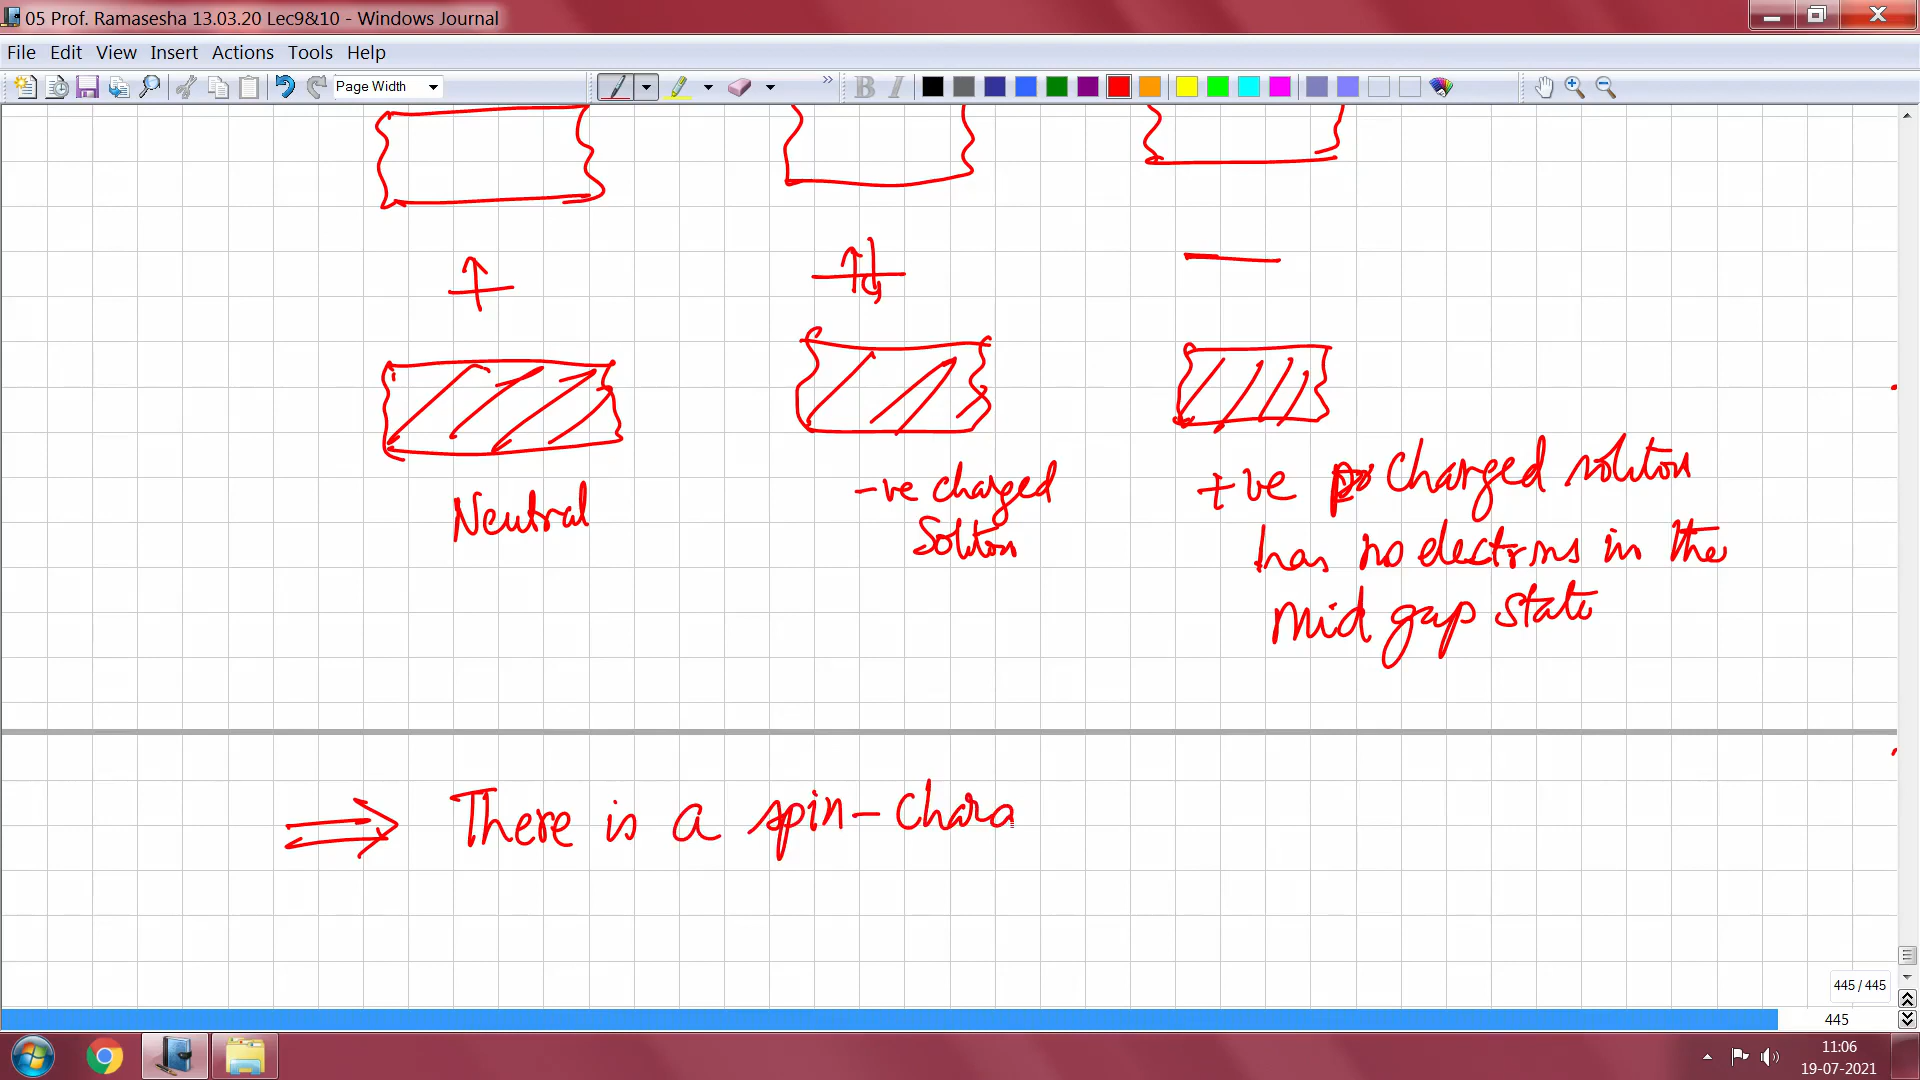 05 Prof. Ramasesha 13.03.20 Lec9&10 - Windows Journal
File Edit View Insert Actions Tools Help
Page Width
B I
Neutral
-ve charged
Soliton
+ve charged soliton
has no electrons in the
mid gap state
There is a spin-Chara
445 / 445
445
11:06
19-07-2021